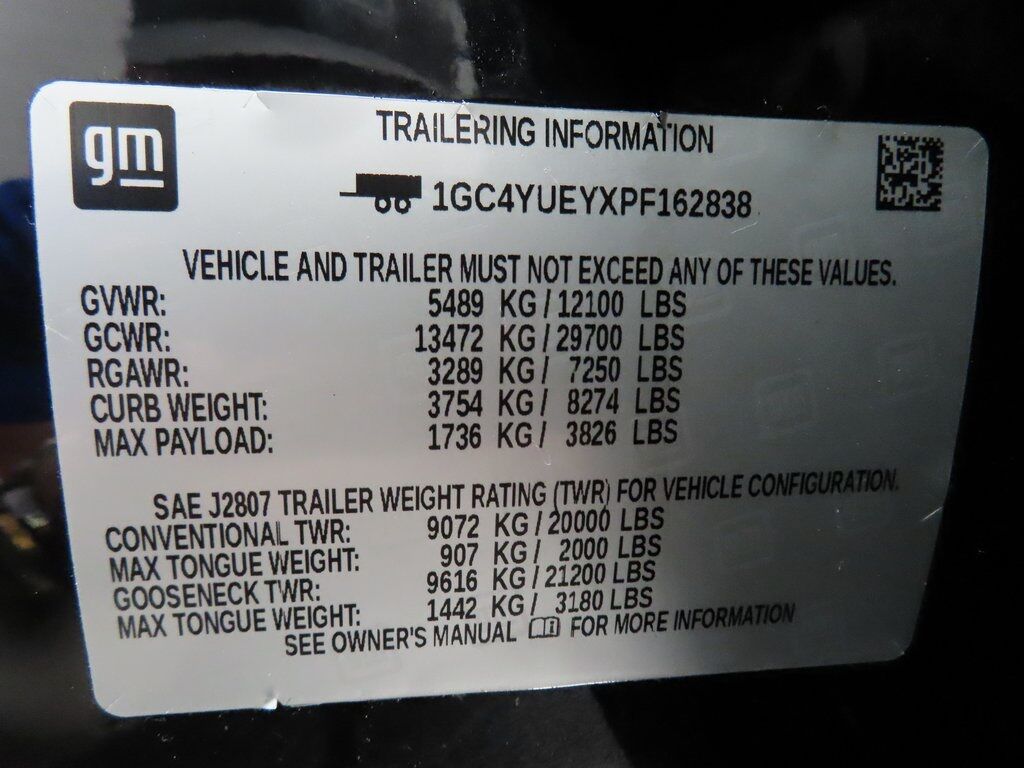 gm
TRAILERING INFORMATION
1GC4YUEYXPF162838
VEHICLE AND TRAILER MUST NOT EXCEED ANY OF THESE VALUES.
GVWR: 5489 KG / 12100 LBS
GCWR: 13472 KG / 29700 LBS
RGAWR: 3289 KG / 7250 LBS
CURB WEIGHT: 3754 KG / 8274 LBS
MAX PAYLOAD: 1736 KG / 3826 LBS
SAE J2807 TRAILER WEIGHT RATING (TWR) FOR VEHICLE CONFIGURATION.
CONVENTIONAL TWR: 9072 KG / 20000 LBS
MAX TONGUE WEIGHT: 907 KG / 2000 LBS
GOOSENECK TWR: 9616 KG / 21200 LBS
MAX TONGUE WEIGHT: 1442 KG / 3180 LBS
SEE OWNER'S MANUAL FOR MORE INFORMATION